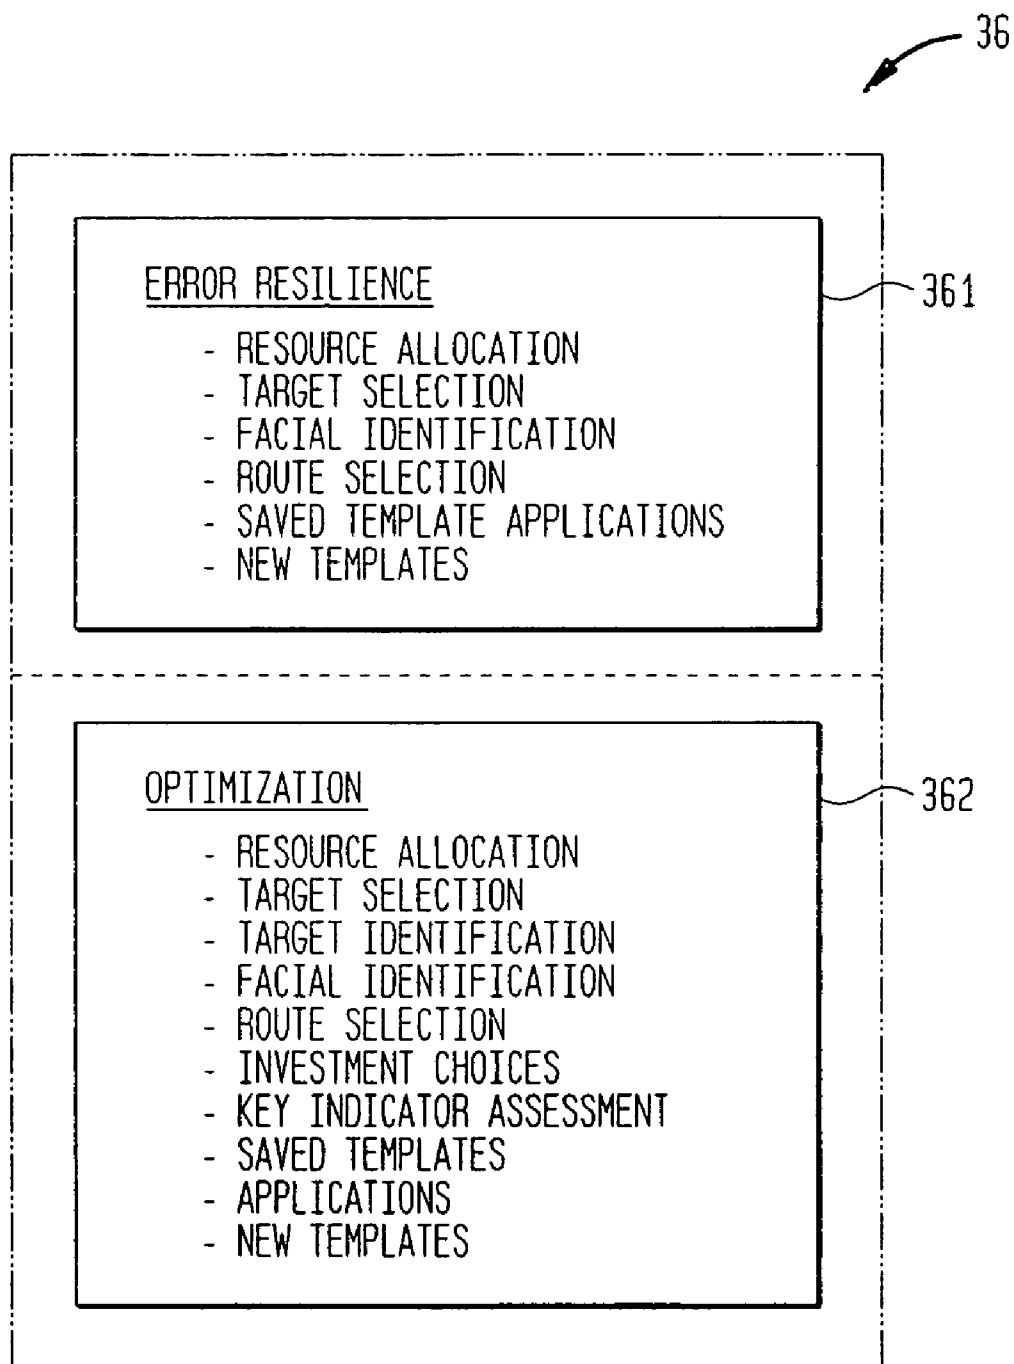 36
ERROR RESILIENCE
361
- RESOURCE ALLOCATION
- TARGET SELECTION
- FACIAL IDENTIFICATION
- ROUTE SELECTION
- SAVED TEMPLATE APPLICATIONS
- NEW TEMPLATES
OPTIMIZATION
362
- RESOURCE ALLOCATION
- TARGET SELECTION
- TARGET IDENTIFICATION
- FACIAL IDENTIFICATION
- ROUTE SELECTION
- INVESTMENT CHOICES
- KEY INDICATOR ASSESSMENT
- SAVED TEMPLATES
- APPLICATIONS
- NEW TEMPLATES